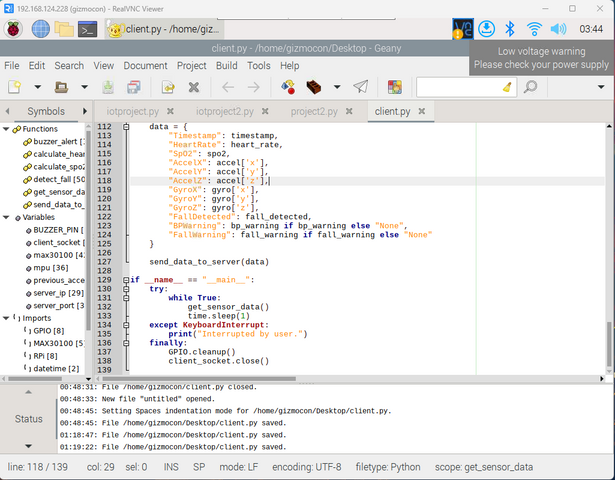 192.168.124.228 (gizmocon) - RealVNC Viewer
client.py - /home/giz...
03:44
client.py - /home/gizmocon/Desktop - Geany
Low voltage warning
Please check your power supply
File Edit Search View Document Project Build Tools Help
Symbols
iotproject.py
iotproject2.py
project2.py
client.py
Functions
buzzer_alert [
calculate_hear
calculate_spo2
detect_fall [50
get_sensor_da
send_data_to_
Variables
BUZZER_PIN [
client_socket [
max30100 [4
mpu [36]
previous_acce
server_ip [29]
server_port [3
Imports
GPIO [8]
MAX30100 [
RPi [8]
datetime [2]
112 data = {
113 "Timestamp": timestamp,
114 "HeartRate": heart_rate,
115 "SpO2": spo2,
116 "AccelX": accel['x'],
117 "AccelY": accel['y'],
118 "AccelZ": accel['z'],
119 "GyroX": gyro['x'],
120 "GyroY": gyro['y'],
121 "GyroZ": gyro['z'],
122 "FallDetected": fall_detected,
123 "BPWarning": bp_warning if bp_warning else "None",
124 "FallWarning": fall_warning if fall_warning else "None"
125 }
126
127 send_data_to_server(data)
128
129 if __name__ == "__main__":
130 try:
131 while True:
132 get_sensor_data()
133 time.sleep(1)
134 except KeyboardInterrupt:
135 print("Interrupted by user.")
136 finally:
137 GPIO.cleanup()
138 client_socket.close()
139
Status
00:48:31: File /home/gizmocon/client.py closed.
00:48:33: New file "untitled" opened.
00:48:45: Setting Spaces indentation mode for /home/gizmocon/Desktop/client.py.
00:48:45: File /home/gizmocon/Desktop/client.py saved.
01:18:47: File /home/gizmocon/Desktop/client.py saved.
01:19:22: File /home/gizmocon/Desktop/client.py saved.
line: 118 / 139 col: 29 sel: 0 INS SP mode: LF encoding: UTF-8 filetype: Python scope: get_sensor_data